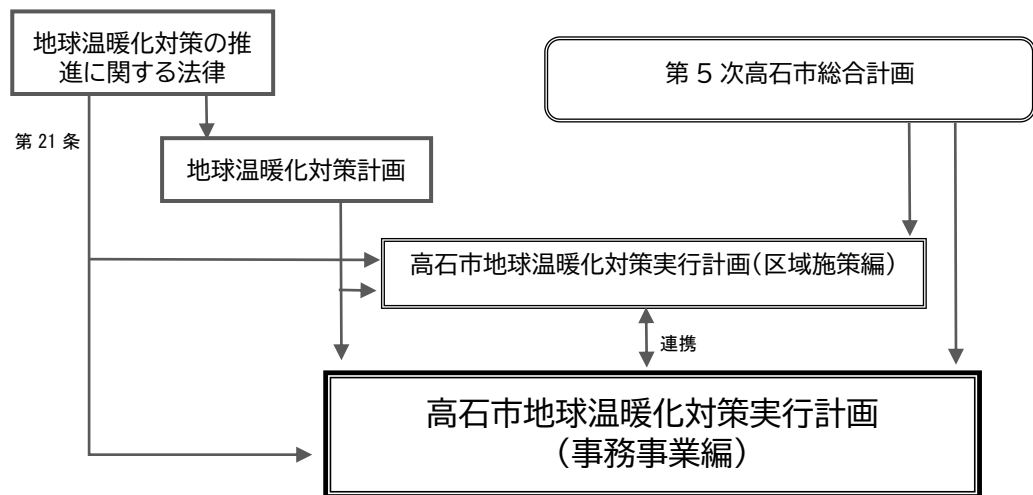 地球温暖化対策の推
進に関する法律
第5次高石市総合計画
第21条
地球温暖化対策計画
高石市地球温暖化対策実行計画(区域施策編)
連携
高石市地球温暖化対策実行計画
(事務事業編)